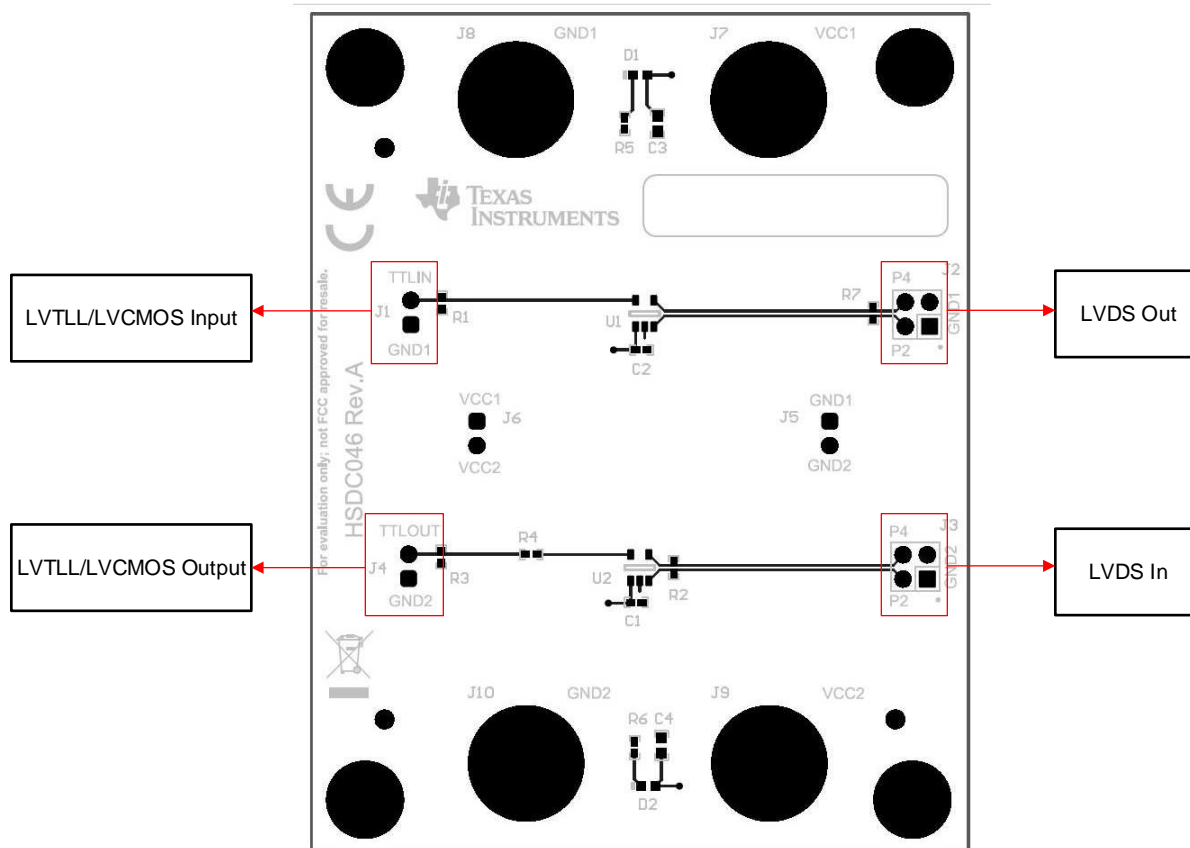 J8
GND1
J7
VCC1
D1
R5
C3
CE
TEXAS
INSTRUMENTS
For evaluation only; not FCC approved for resale.
HSDC046 Rev.A
LVTLL/LVCMOS Input
TTLIN
J1
R1
GND1
U1
C2
R7
P4
J2
GND1
P2
LVDS Out
VCC1
J6
VCC2
GND1
J5
GND2
LVTLL/LVCMOS Output
TTLOUT
J4
R3
GND2
R4
U2
C1
R2
P4
J3
GND2
P2
LVDS In
J10
GND2
J9
VCC2
R6
C4
D2